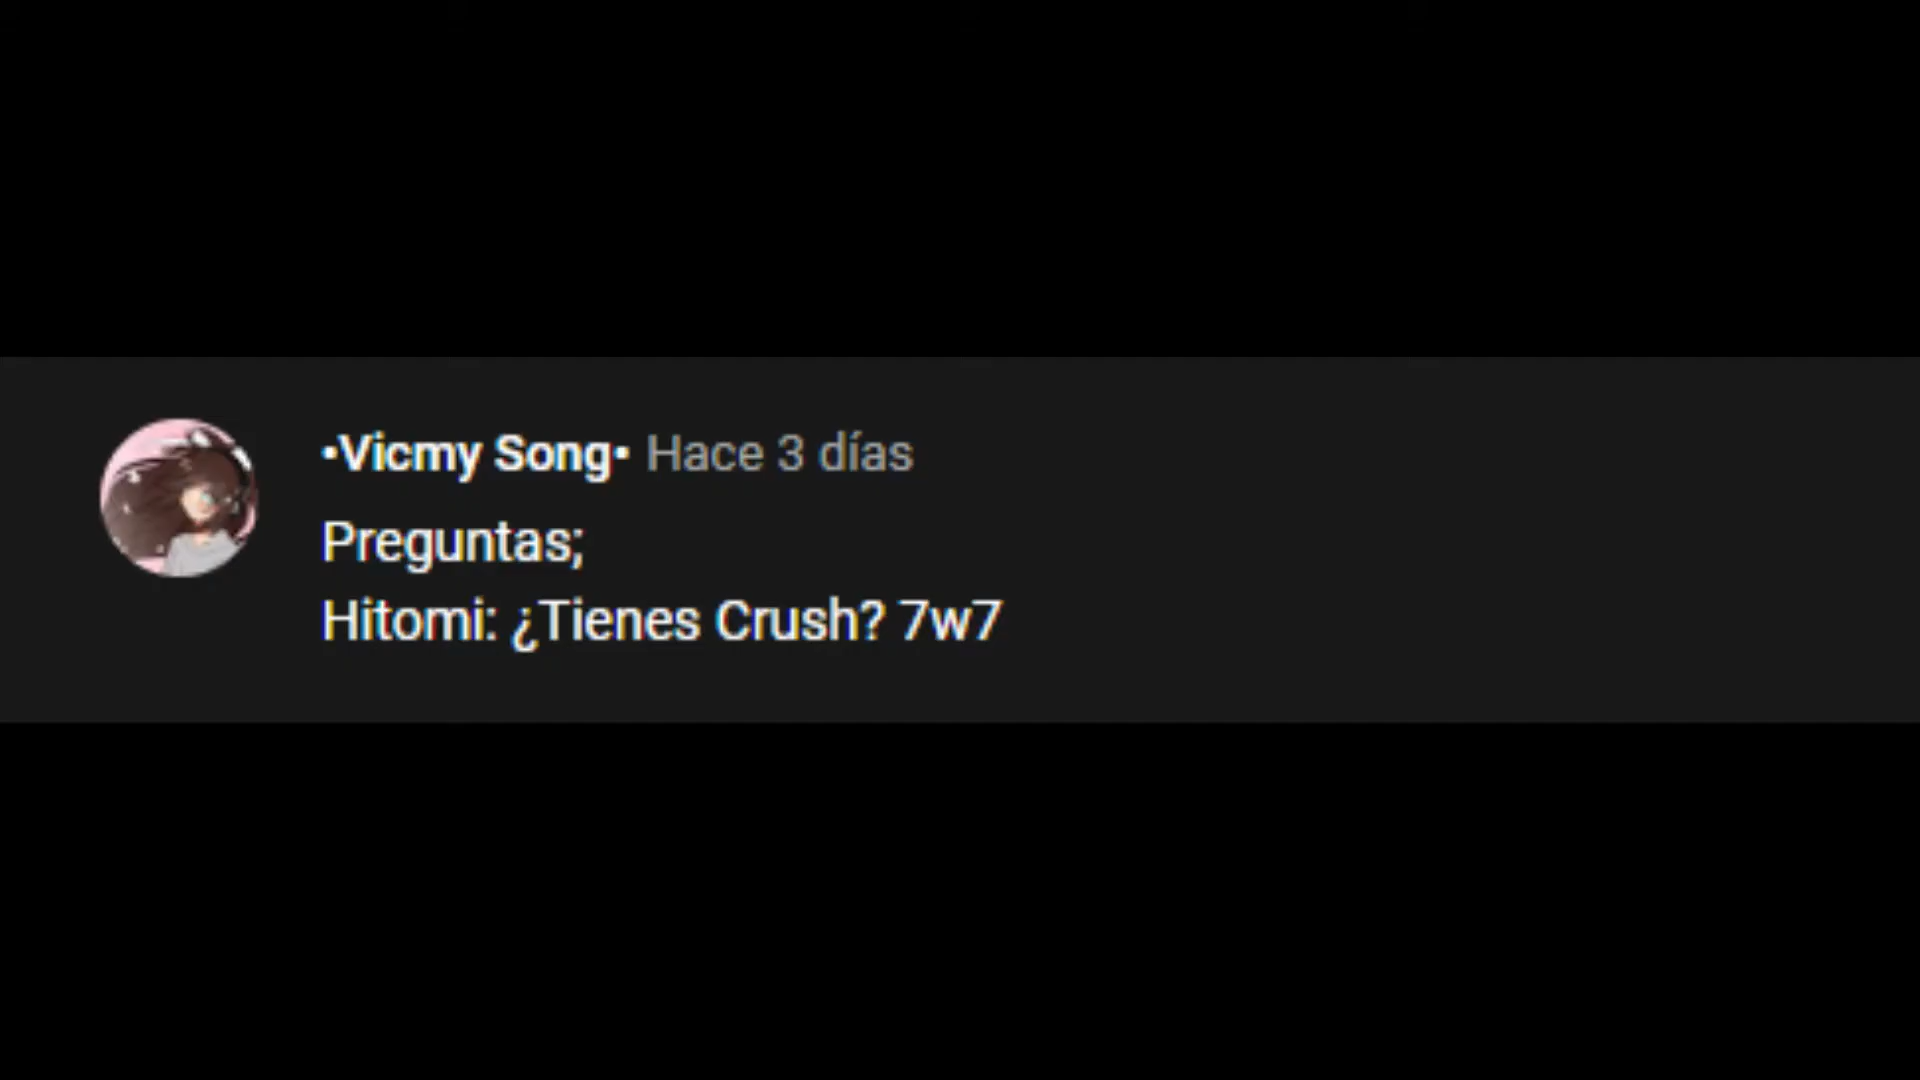 •Vicmy Song• Hace 3 días
Preguntas;
Hitomi: ¿Tienes Crush? 7w7